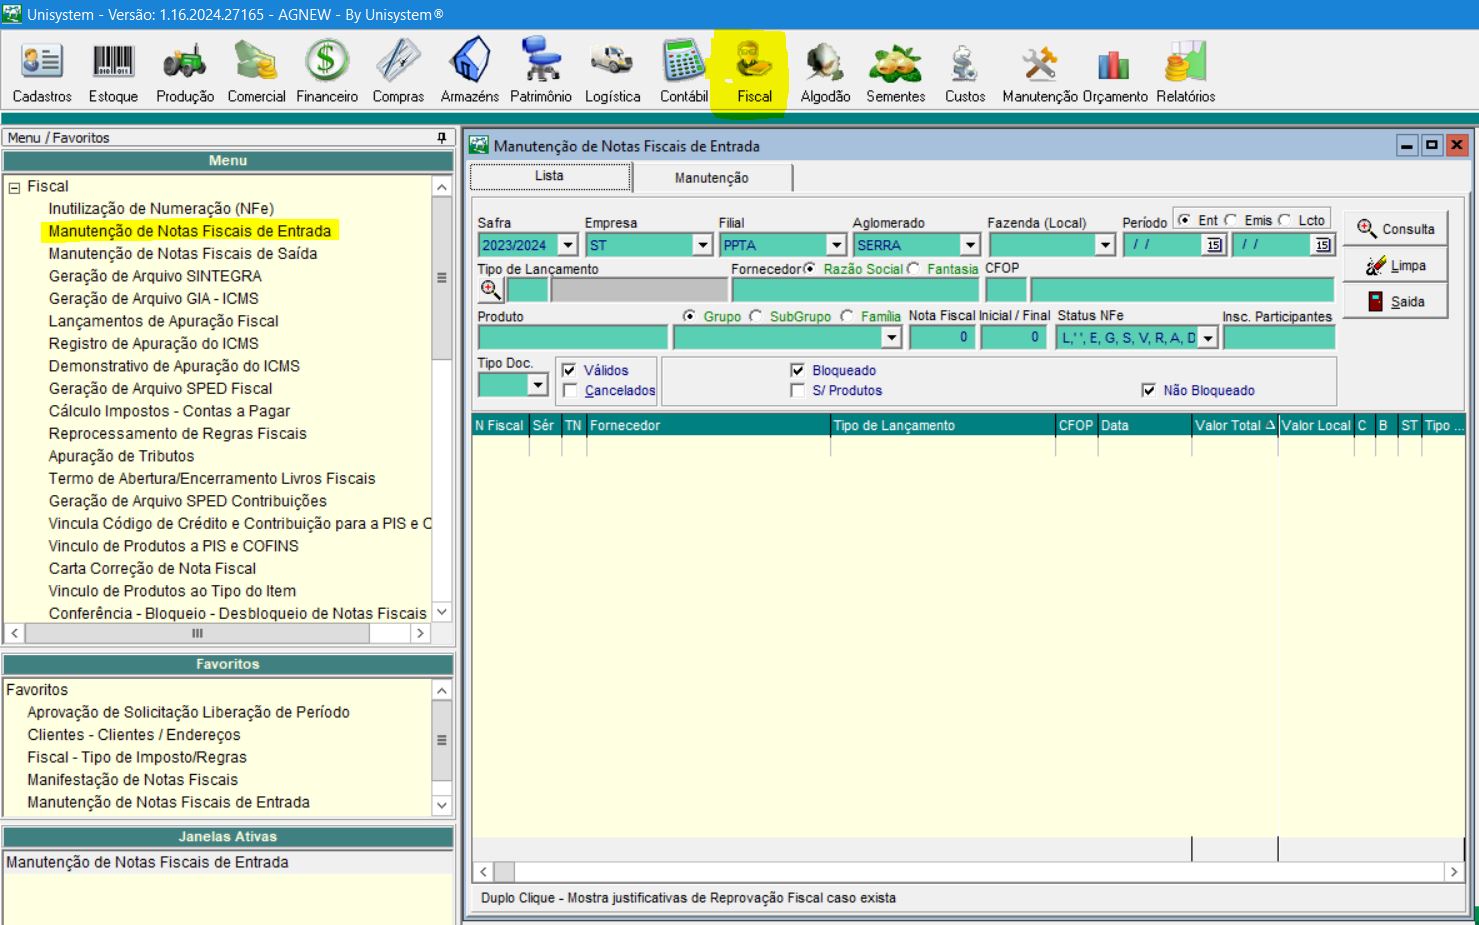 Unisystem - Versão: 1.16.2024.27165 - AGNEW - By Unisystem®
Cadastros Estoque Produção Comercial Financeiro Compras Armazéns Patrimônio Logística Contábil Fiscal Algodão Sementes Custos Manutenção Orçamento Relatórios
Menu / Favoritos
Menu
Fiscal
Inutilização de Numeração (NFe)
Manutenção de Notas Fiscais de Entrada
Manutenção de Notas Fiscais de Saída
Geração de Arquivo SINTEGRA
Geração de Arquivo GIA - ICMS
Lançamentos de Apuração Fiscal
Registro de Apuração do ICMS
Demonstrativo de Apuração do ICMS
Geração de Arquivo SPED Fiscal
Cálculo Impostos - Contas a Pagar
Reprocessamento de Regras Fiscais
Apuração de Tributos
Termo de Abertura/Encerramento Livros Fiscais
Geração de Arquivo SPED Contribuições
Vincula Código de Crédito e Contribuição para a PIS e C
Vinculo de Produtos a PIS e COFINS
Carta Correção de Nota Fiscal
Vinculo de Produtos ao Tipo do Item
Conferência - Bloqueio - Desbloqueio de Notas Fiscais
Favoritos
Favoritos
Aprovação de Solicitação Liberação de Período
Clientes - Clientes / Endereços
Fiscal - Tipo de Imposto/Regras
Manifestação de Notas Fiscais
Manutenção de Notas Fiscais de Entrada
Janelas Ativas
Manutenção de Notas Fiscais de Entrada
Manutenção de Notas Fiscais de Entrada
Lista Manutenção
Safra Empresa Filial Aglomerado Fazenda (Local) Período Ent Emis Lcto
2023/2024 ST PPTA SERRA / / 15 / / 15
Consulta
Tipo de Lançamento Fornecedor Razão Social Fantasia CFOP
Limpa
Saida
Produto Grupo SubGrupo Família Nota Fiscal Inicial / Final Status NFe Insc. Participantes
0 0 L,' ', E, G, S, V, R, A, D
Tipo Doc. Válidos Bloqueado
Cancelados S/ Produtos Não Bloqueado
N Fiscal Sér TN Fornecedor Tipo de Lançamento CFOP Data Valor Total Valor Local C B ST Tipo ...
Duplo Clique - Mostra justificativas de Reprovação Fiscal caso exista